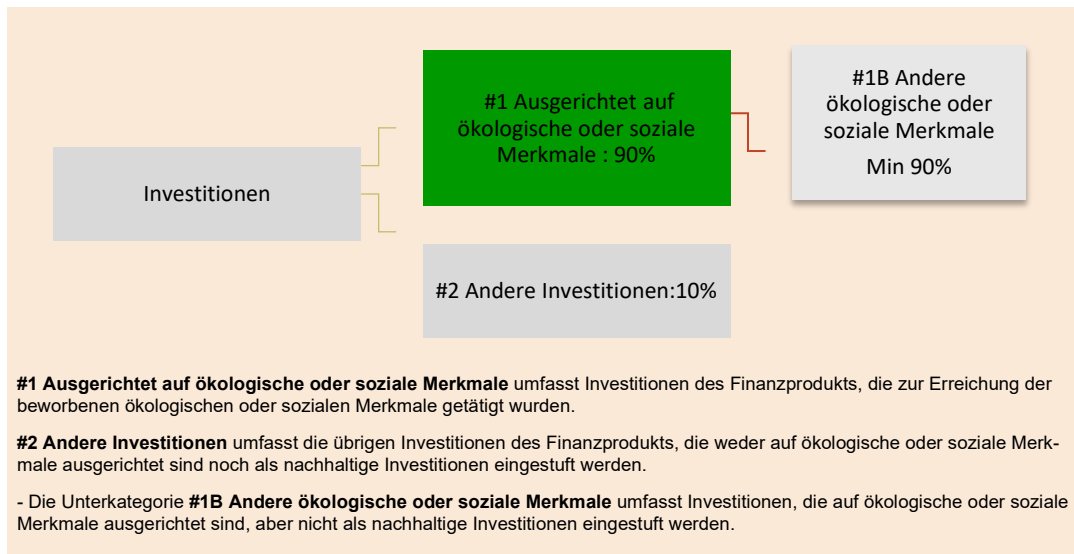 #1 Ausgerichtet auf
ökologische oder soziale
Merkmale : 90%
#1B Andere
ökologische oder
soziale Merkmale
Min 90%
Investitionen
#2 Andere Investitionen:10%
#1 Ausgerichtet auf ökologische oder soziale Merkmale umfasst Investitionen des Finanzprodukts, die zur Erreichung der
beworbenen ökologischen oder sozialen Merkmale getätigt wurden.
#2 Andere Investitionen umfasst die übrigen Investitionen des Finanzprodukts, die weder auf ökologische oder soziale Merk-
male ausgerichtet sind noch als nachhaltige Investitionen eingestuft werden.
- Die Unterkategorie #1B Andere ökologische oder soziale Merkmale umfasst Investitionen, die auf ökologische oder soziale
Merkmale ausgerichtet sind, aber nicht als nachhaltige Investitionen eingestuft werden.